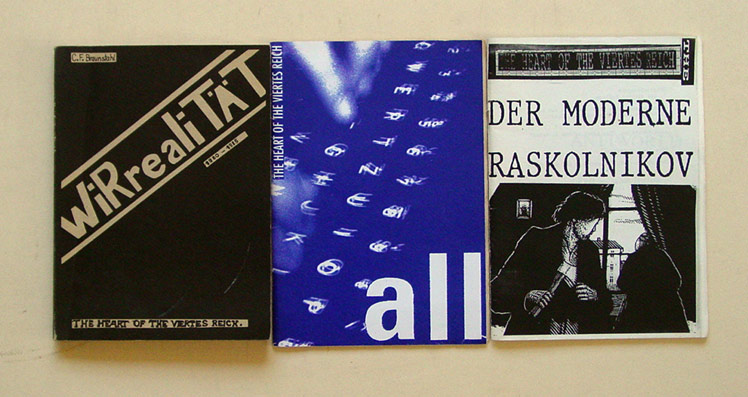 C.F. Braunstahl
WiRrealiTÄT
THE HEART OF THE VIERTES REICH.
THE HEART OF THE VIERTES REICH
all
THE HEART OF THE VIERTES REICH
THE
DER MODERNE
RASKOLNIKOV